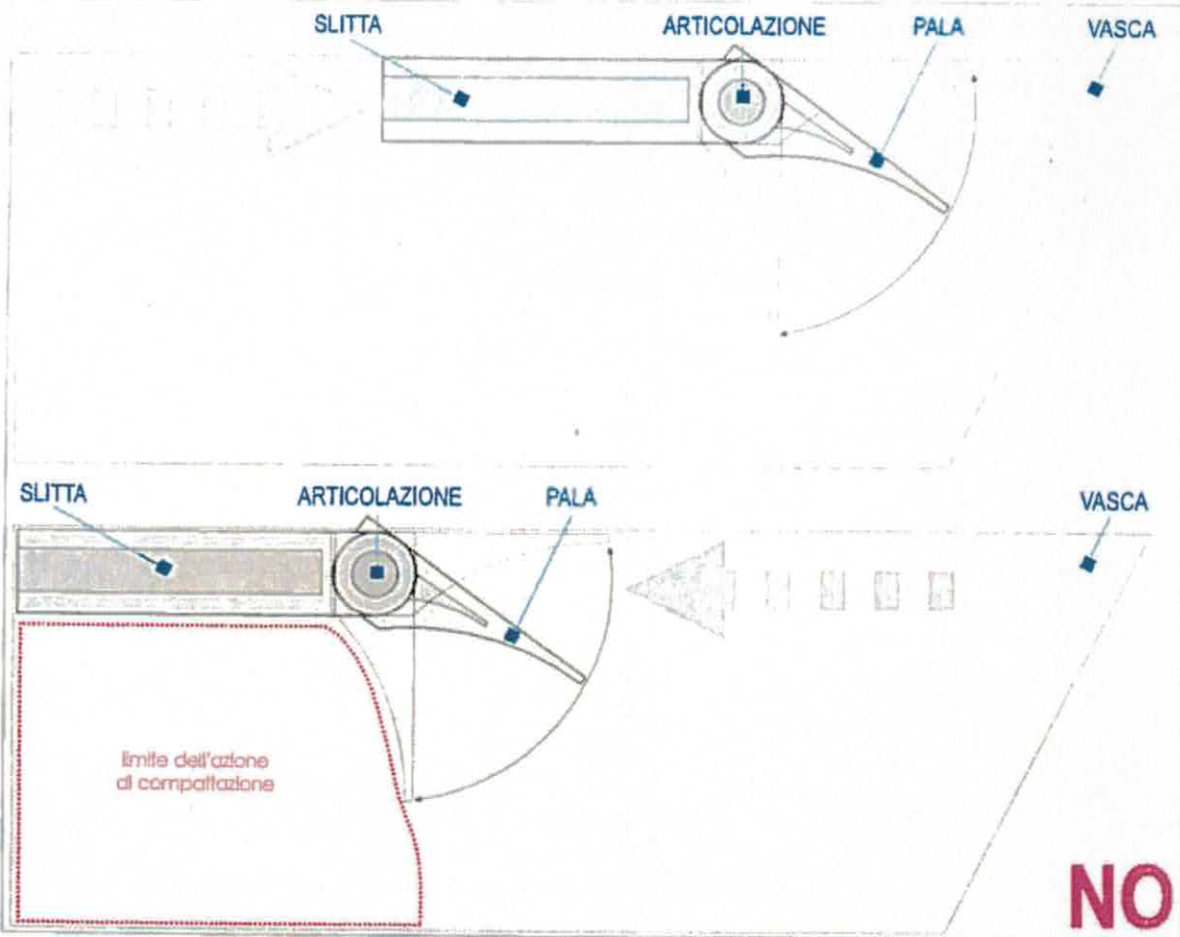 SLITTA
ARTICOLAZIONE
PALA
VASCA
SLITTA
ARTICOLAZIONE
PALA
VASCA
limite dell'azione
di compattazione
NO